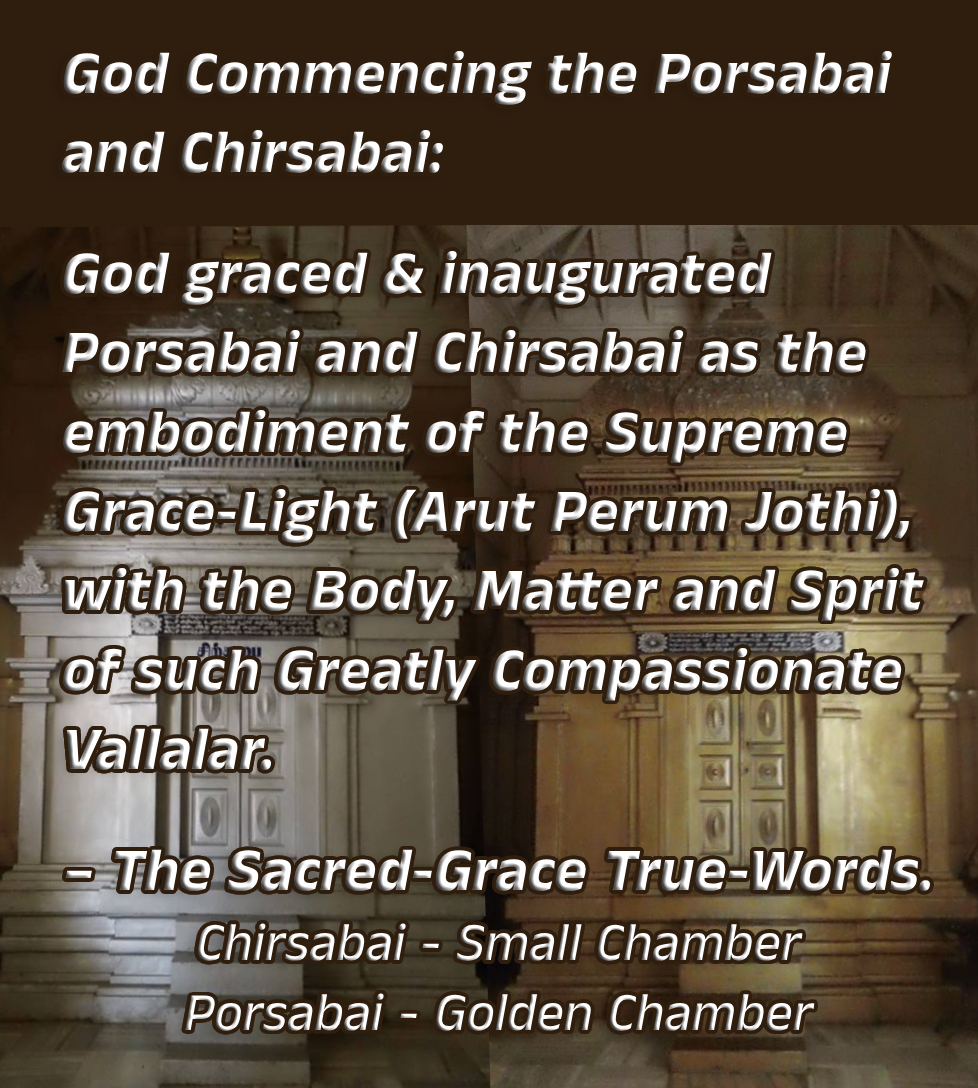 God Commencing the Porsabai
and Chirsabai:
God graced & inaugurated
Porsabai and Chirsabai as the
embodiment of the Supreme
Grace-Light (Arut Perum Jothi),
with the Body, Matter and Sprit
of such Greatly Compassionate
Vallalar.
– The Sacred-Grace True-Words.
Chirsabai - Small Chamber
Porsabai - Golden Chamber